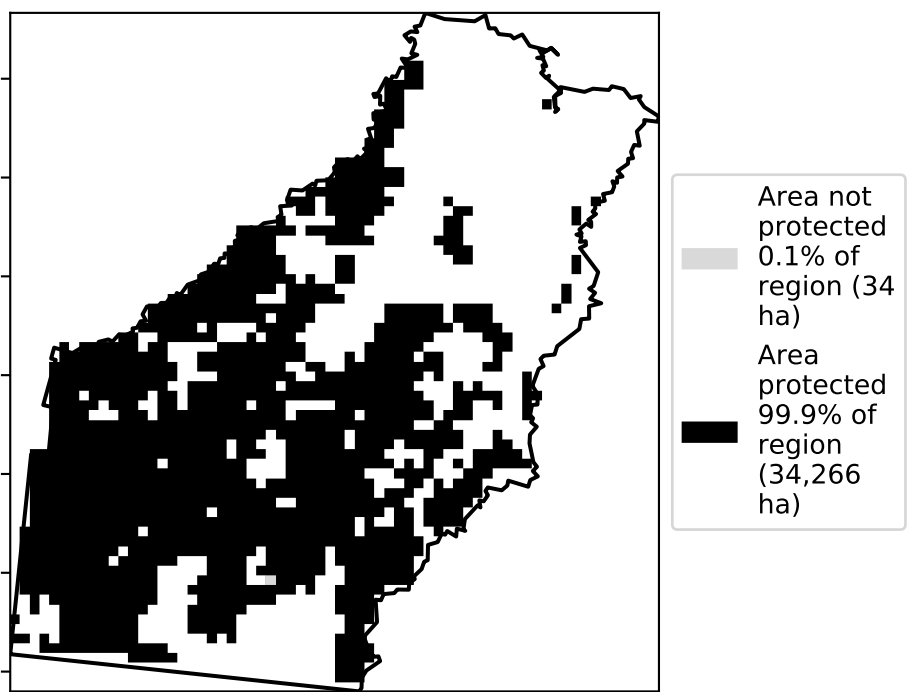 Area not
protected
0.1% of
region (34
ha)
Area
protected
99.9% of
region
(34,266
ha)